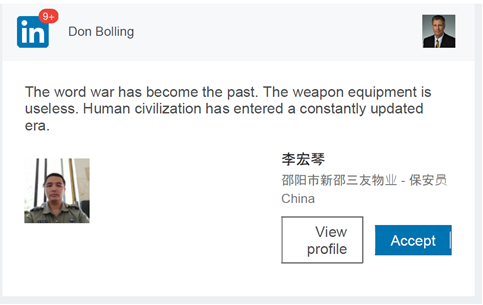 in 9+
Don Bolling
The word war has become the past. The weapon equipment is
useless. Human civilization has entered a constantly updated
era.
李宏琴
邵阳市新邵三友物业 - 保安员
China
View
profile
Accept